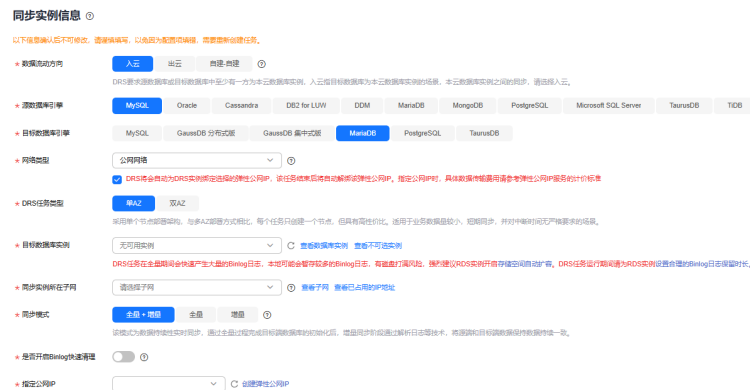 同步实例信息
以下信息确认后不可修改，请谨慎填写，以免因为配置项错误，需要重新创建任务。
* 数据流动方向 入云 出云 自建-自建
DRS要求源数据库或目标数据库中至少有一方为本云数据库实例，入云指目标数据库为本云数据库实例的场景，本云数据库实例之间的同步，请选择入云。
* 源数据库引擎 MySQL Oracle Cassandra DB2 for LUW DDM MariaDB MongoDB PostgreSQL Microsoft SQL Server TaurusDB TiDB
* 目标数据库引擎 MySQL GaussDB 分布式版 GaussDB 集中式版 MariaDB PostgreSQL TaurusDB
* 网络类型 公网网络
DRS将会自动为DRS实例绑定选择的弹性公网IP，该任务结束后将自动解绑该弹性公网IP。指定公网IP时，具体数据传输费用请参考弹性公网IP服务的计价标准
* DRS任务类型 单AZ 双AZ
采用单个节点部署架构，与多AZ部署方式相比，每个任务只创建一个节点，但具有高性价比。适用于业务数据量较小，短期同步，并对中断时间无严格要求的场景。
* 目标数据库实例 无可用实例 查看数据库实例 查看不可选实例
DRS任务在全量期间会快速产生大量的Binlog日志，本地可能会暂存较多的Binlog日志，有磁盘打满风险，强烈建议RDS实例开启存储空间自动扩容。DRS任务运行期间请为RDS实例设置合理的Binlog日志保留时长。
* 同步实例所在子网 请选择子网 查看子网 查看已占用的IP地址
* 同步模式 全量 + 增量 全量 增量
该模式为数据持续性实时同步，通过全量过程完成目标端数据库的初始化后，增量同步阶段通过解析日志等技术，将源端和目标端数据保持数据持续一致。
* 是否开启Binlog快速清理
* 指定公网IP 创建弹性公网IP